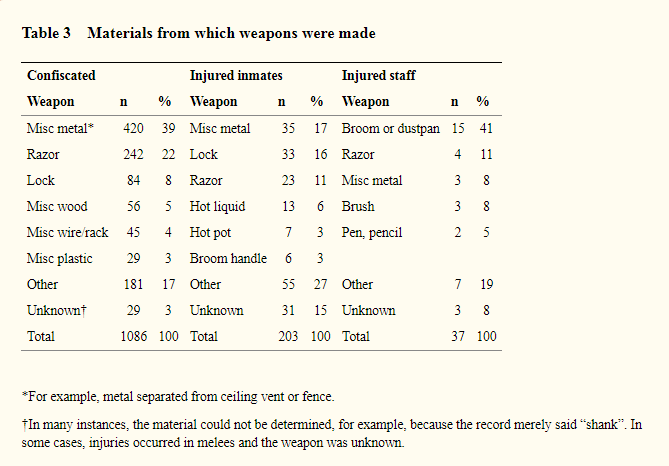 Table 3 Materials from which weapons were made
Confiscated Injured inmates Injured staff
Weapon n % Weapon n % Weapon n %
Misc metal* 420 39 Misc metal 35 17 Broom or dustpan 15 41
Razor 242 22 Lock 33 16 Razor 4 11
Lock 84 8 Razor 23 11 Misc metal 3 8
Misc wood 56 5 Hot liquid 13 6 Brush 3 8
Misc wire/rack 45 4 Hot pot 7 3 Pen, pencil 2 5
Misc plastic 29 3 Broom handle 6 3
Other 181 17 Other 55 27 Other 7 19
Unknown† 29 3 Unknown 31 15 Unknown 3 8
Total 1086 100 Total 203 100 Total 37 100
*For example, metal separated from ceiling vent or fence.
†In many instances, the material could not be determined, for example, because the record merely said “shank”. In
some cases, injuries occurred in melees and the weapon was unknown.